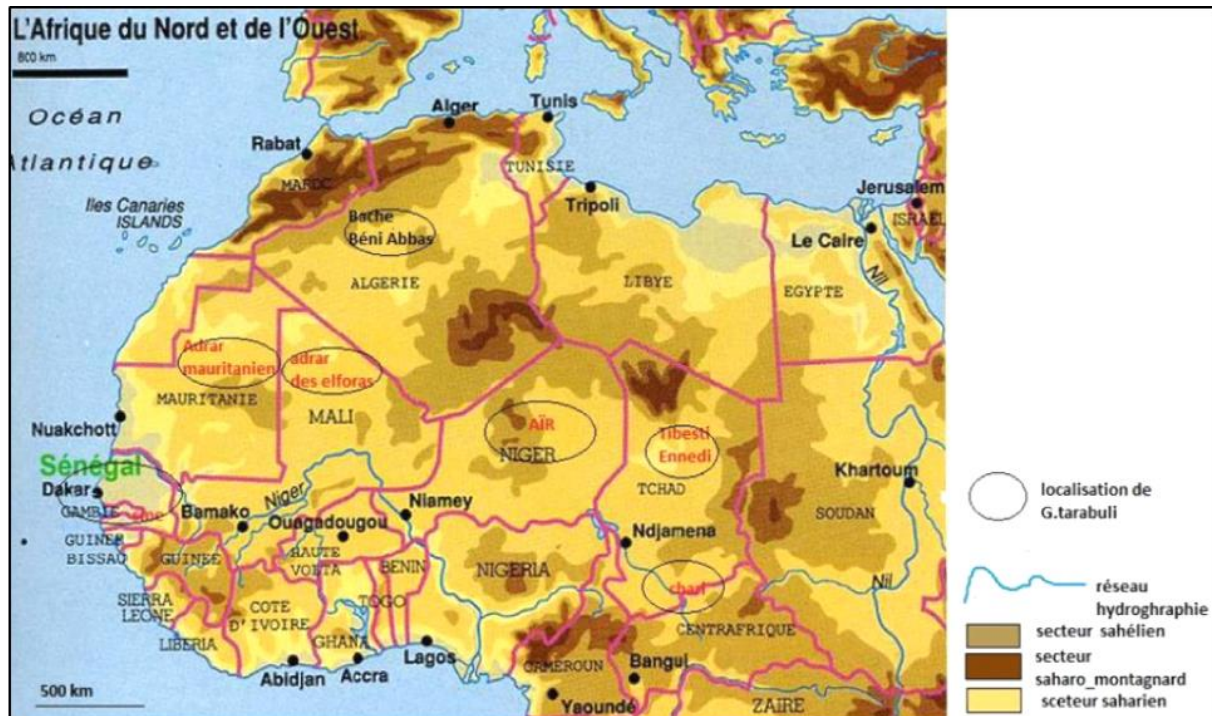 L'Afrique du Nord et de l'Ouest
800 km
Océan
Atlantique
Iles Canaries
ISLANDS
Rabat
MAROC
Alger
Tunis
TUNISIE
Tripoli
Jerusalem
ISRAEL
Le Caire
Nil
Bache
Béni Abbas
ALGERIE
LIBYE
EGYPTE
Adrar
mauritanien
adrar
des elforas
MAURITANIE
MALI
AÏR
NIGER
Tibesti
Ennedi
TCHAD
Nuakchott
Sénégal
Dakar
GAMBIE
GUINEE
BISSAO
Bamako
Niger
Niamey
Ouagadougou
HAUTE
VOLTA
BENIN
NIGERIA
Ndjamena
Khartoum
SOUDAN
Nil
GUINEE
SIERRA
LEONE
LIBERIA
COTE
D'IVOIRE
GHANA
TOGO
chari
CENTRAFRIQUE
CAMEROUN
Bangui
Lagos
Abidjan
Accra
Yaoundé
ZAIRE
500 km
localisation de
G.tarabuli
réseau
hydroghraphie
secteur sahélien
secteur
saharo_montagnard
sceteur saharien